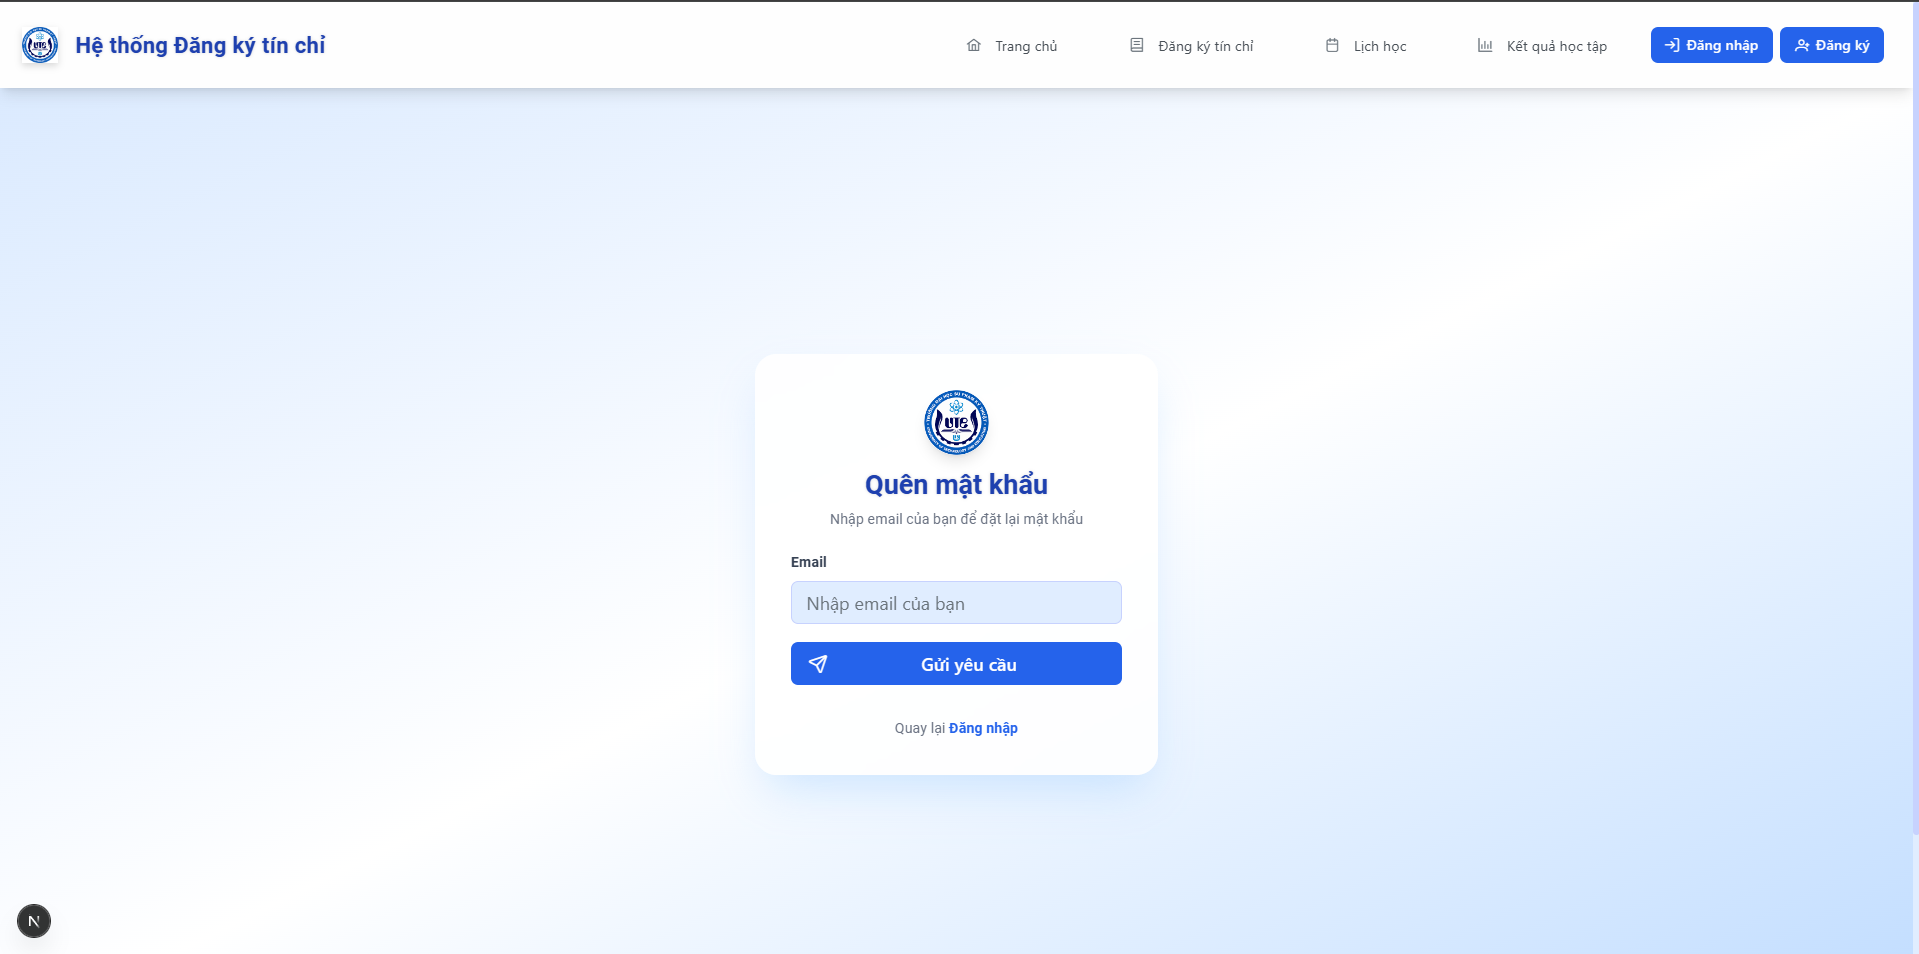 Hệ thống Đăng ký tín chỉ
Trang chủ
Đăng ký tín chỉ
Lịch học
Kết quả học tập
Đăng nhập
Đăng ký
UTE
Quên mật khẩu
Nhập email của bạn để đặt lại mật khẩu
Email
Nhập email của bạn
Gửi yêu cầu
Quay lại Đăng nhập
N